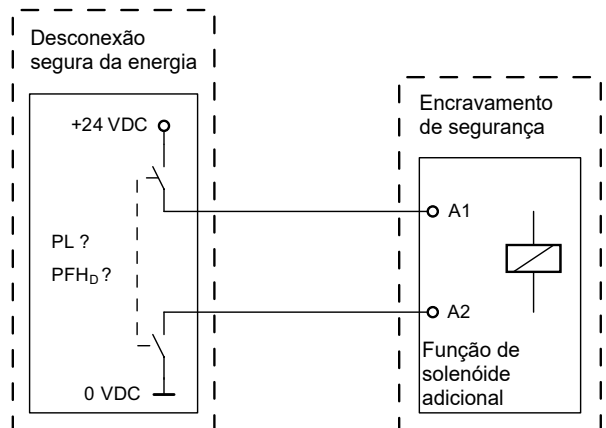 Desconexão
segura da energia
+24 VDC
PL ?
PFHD ?
0 VDC
Encravamento
de segurança
A1
A2
Função de
solenóide
adicional